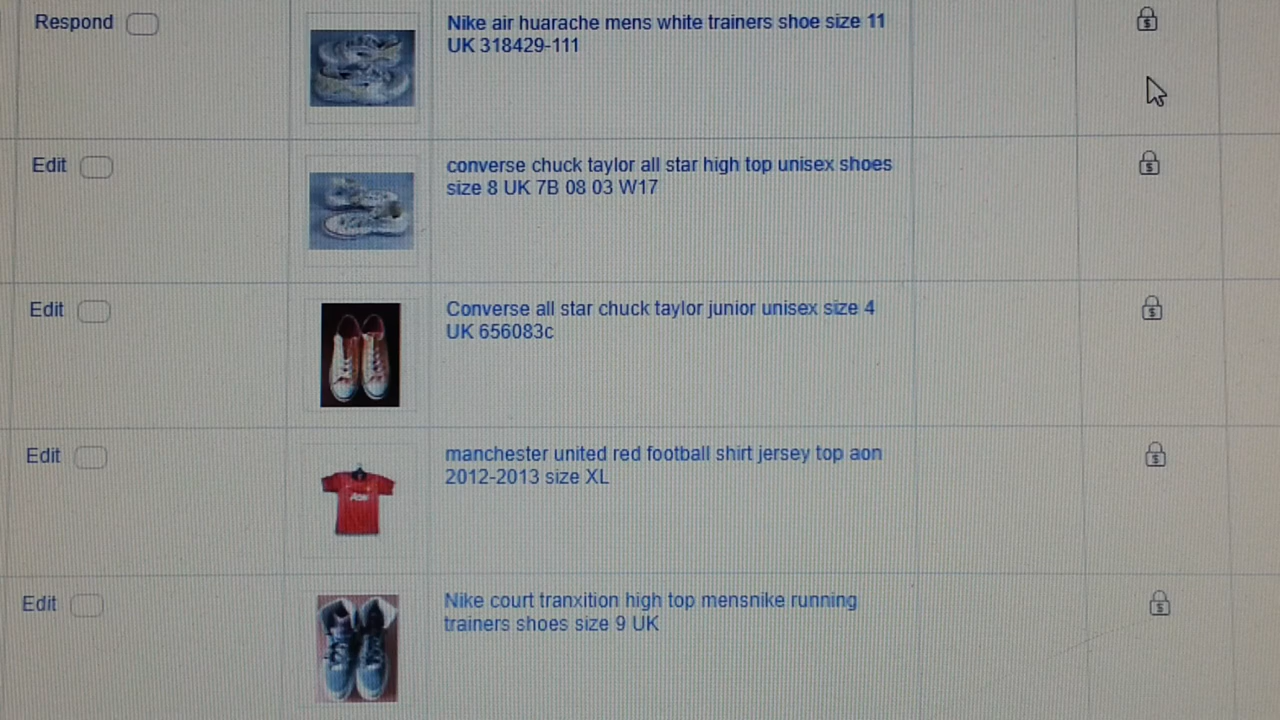 Respond
Nike air huarache mens white trainers shoe size 11
UK 318429-111
Edit
converse chuck taylor all star high top unisex shoes
size 8 UK 7B 08 03 W17
Edit
Converse all star chuck taylor junior unisex size 4
UK 656083c
Edit
manchester united red football shirt jersey top aon
2012-2013 size XL
AON
Edit
Nike court tranxition high top mensnike running
trainers shoes size 9 UK